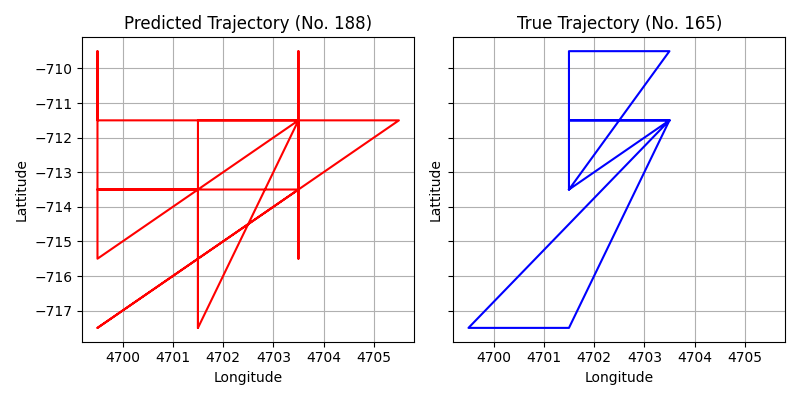 Predicted Trajectory (No. 188)
True Trajectory (No. 165)
Lattitude
−710
−711
−712
−713
−714
−715
−716
−717
4700 4701 4702 4703 4704 4705
Longitude
Lattitude
4700 4701 4702 4703 4704 4705
Longitude